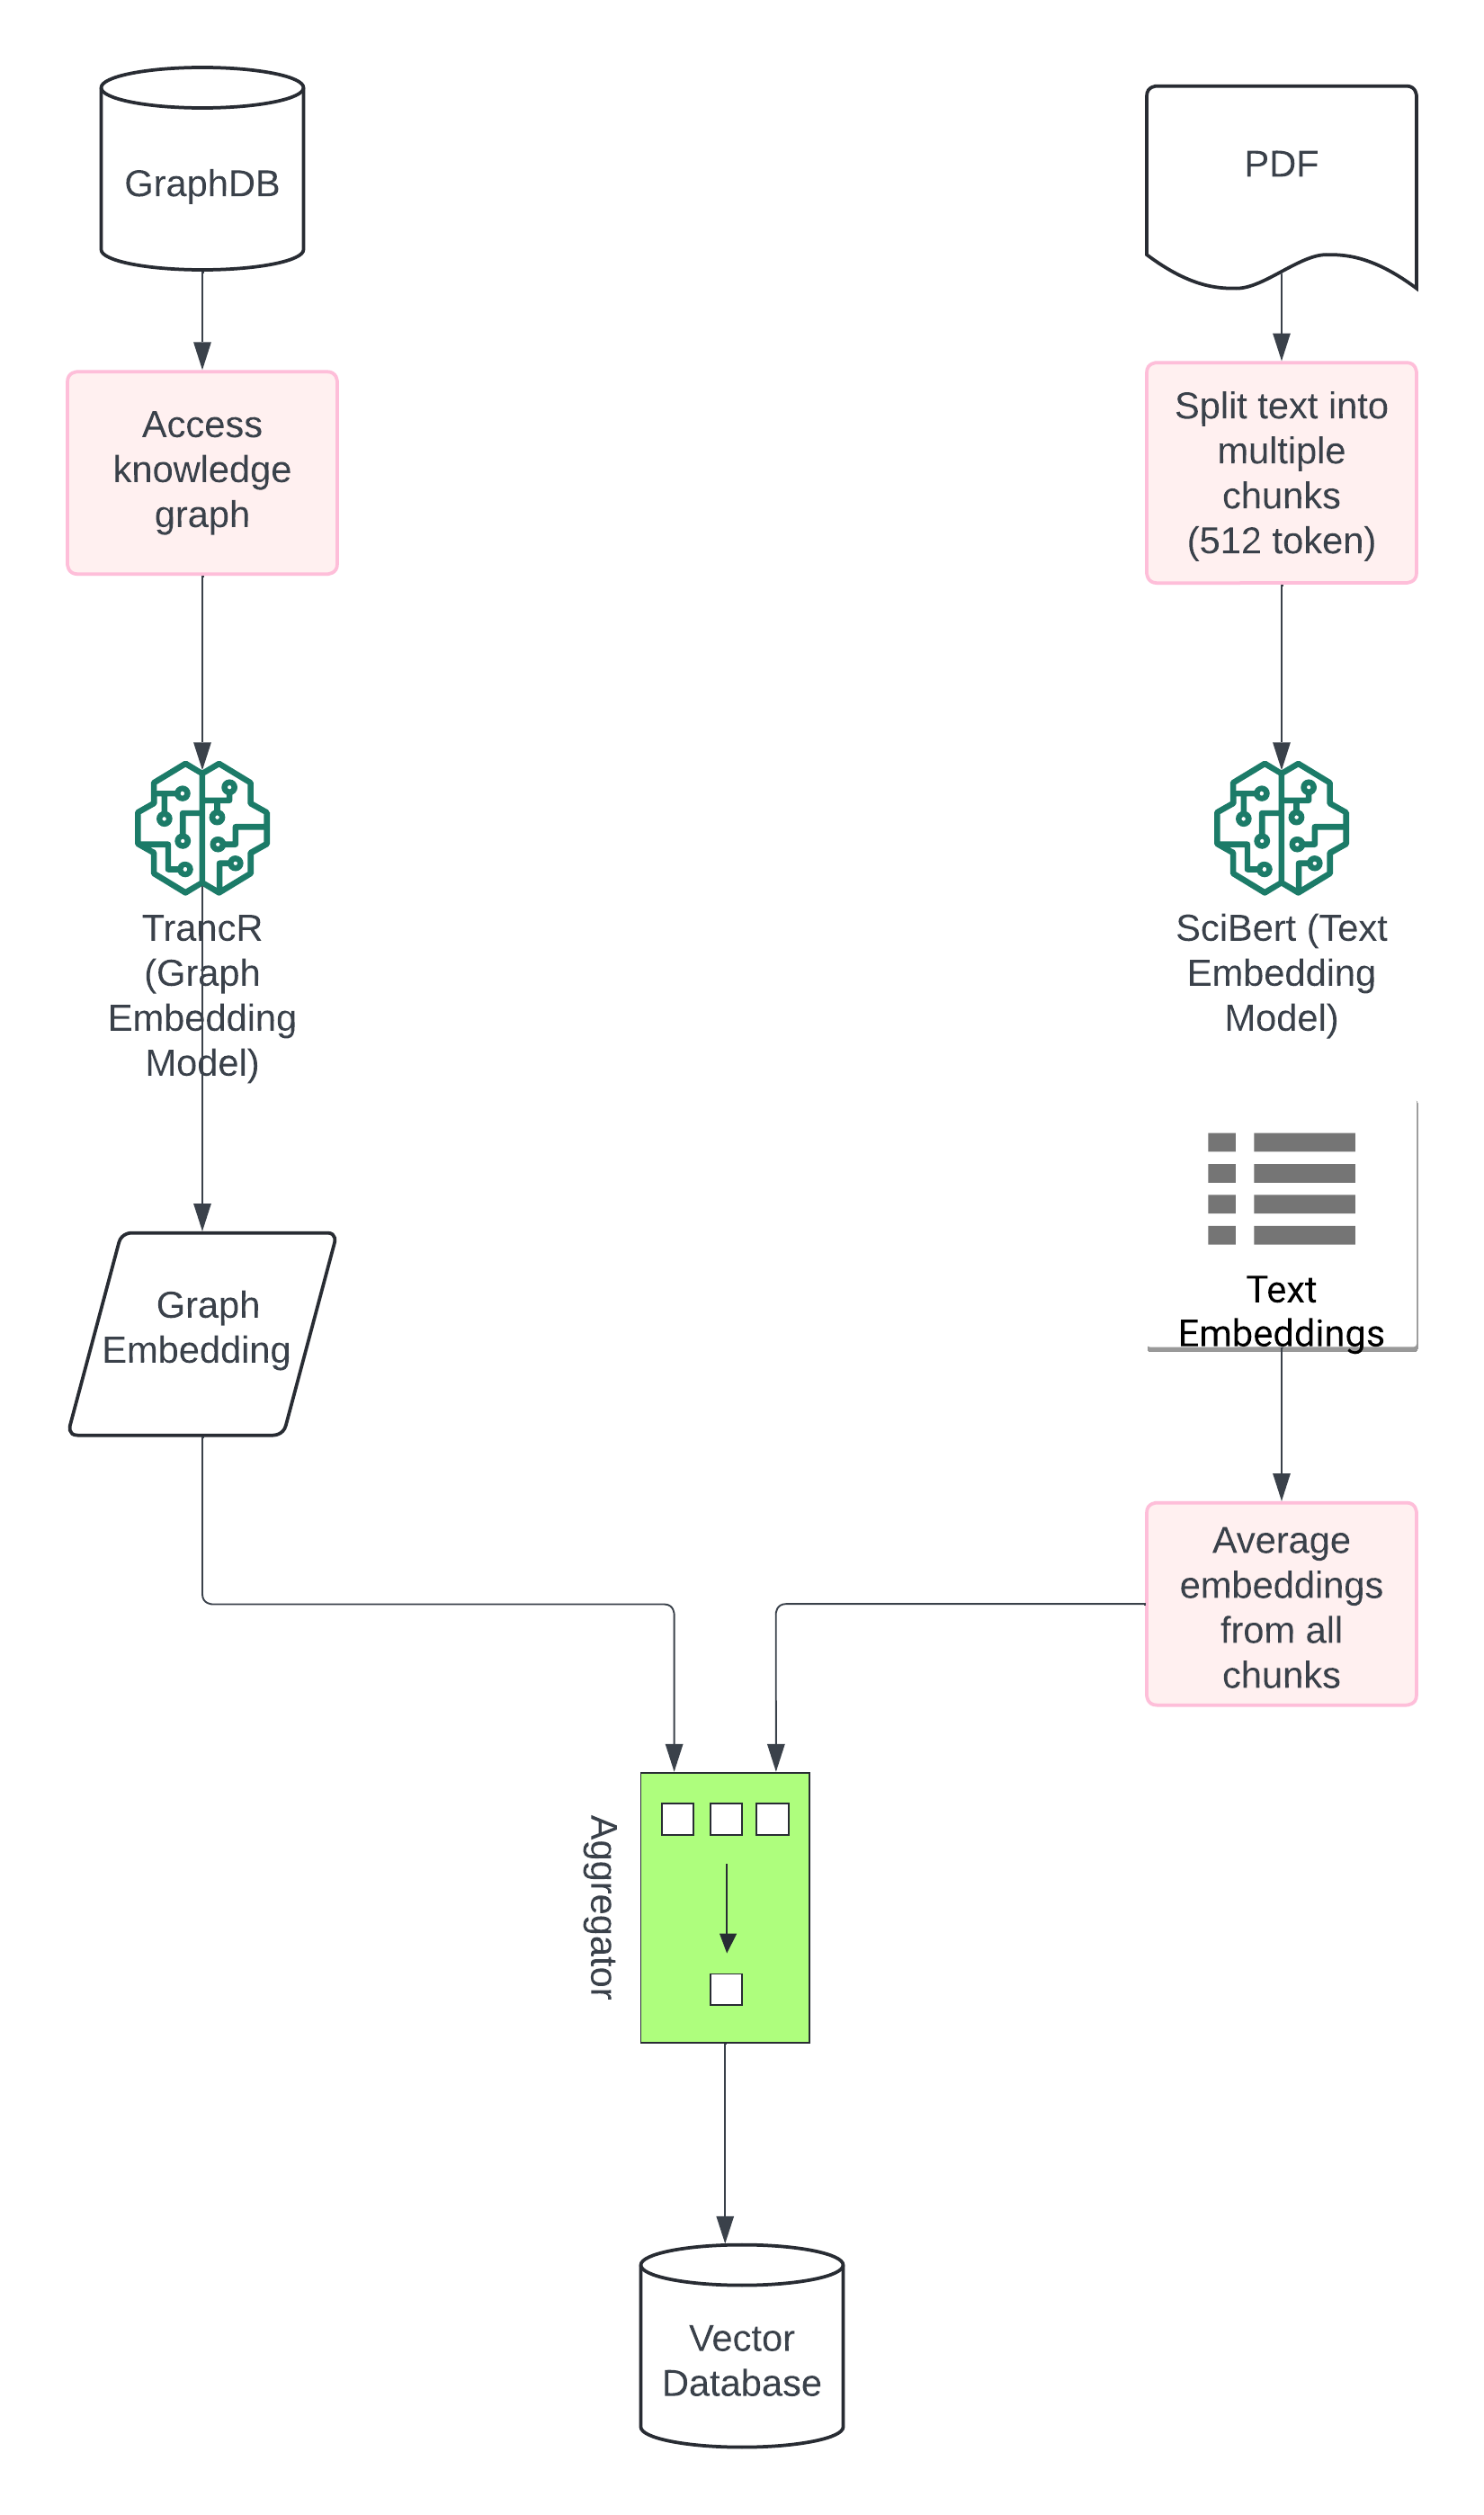 GraphDB
Access
knowledge
graph
TrancR
(Graph
Embedding
Model)
Graph
Embedding
PDF
Split text into
multiple
chunks
(512 token)
SciBert (Text
Embedding
Model)
Text
Embeddings
Average
embeddings
from all
chunks
Aggregator
Vector
Database